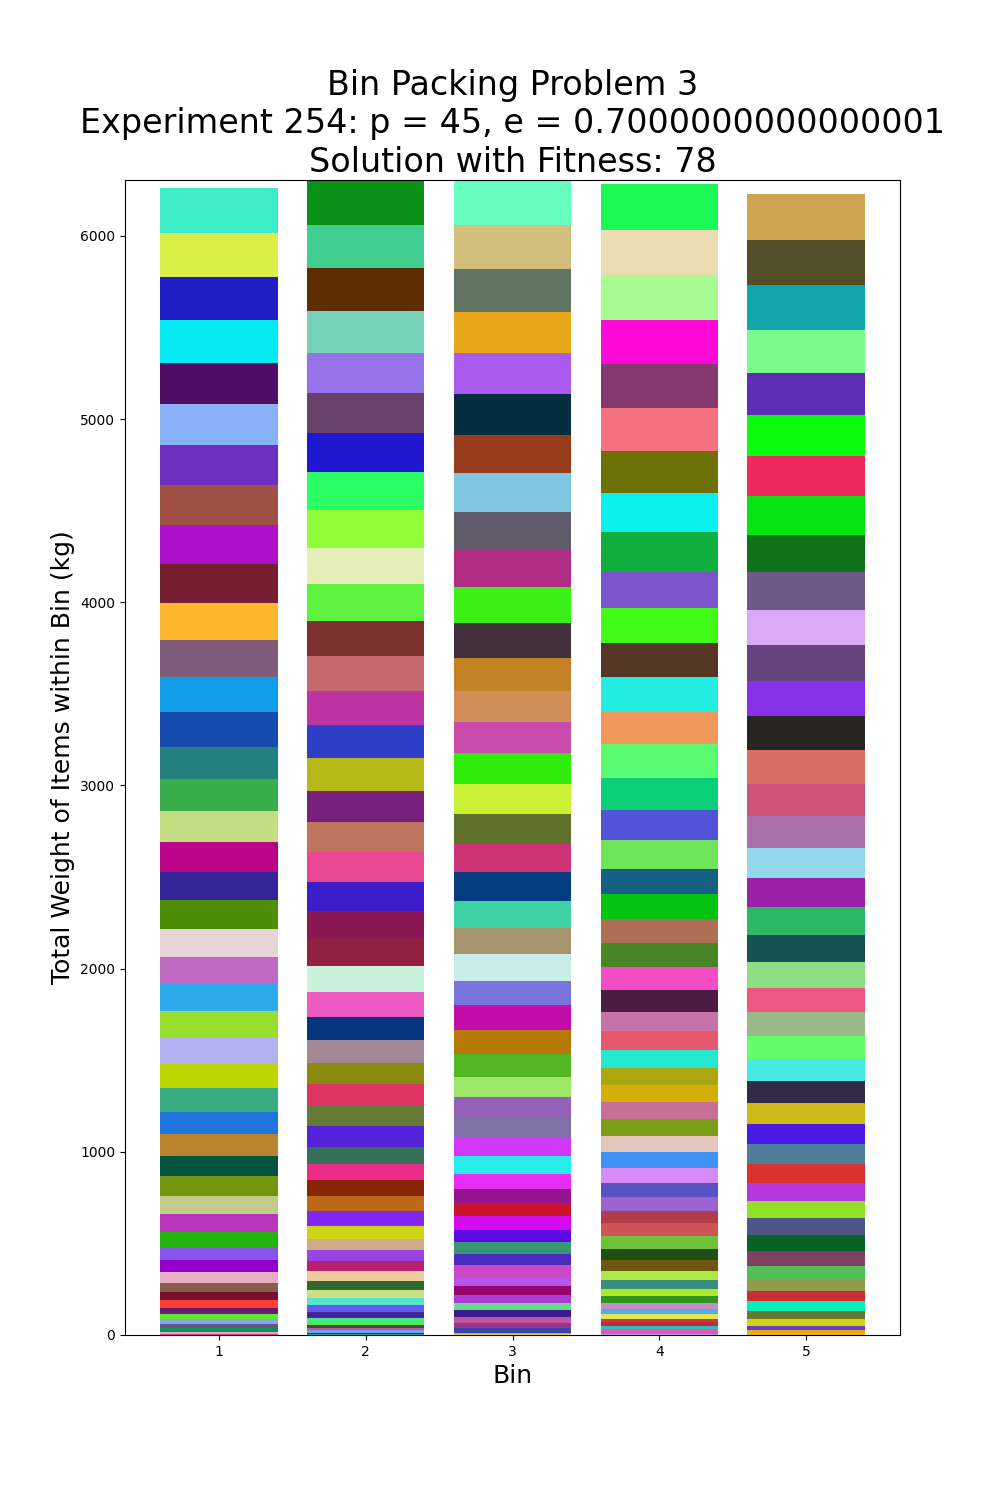 Bin Packing Problem 3
Experiment 254: p = 45, e = 0.7000000000000001
Solution with Fitness: 78
6000
5000
4000
3000
2000
1000
0
Total Weight of Items within Bin (kg)
1 2 3 4 5
Bin